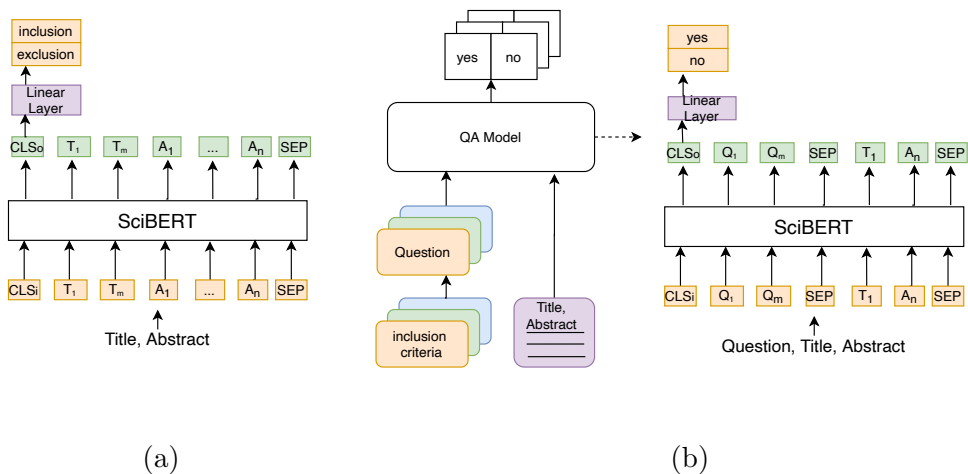 inclusion
exclusion
Linear
Layer
CLSo T1 Tm A1 ... An SEP
SciBERT
CLSi T1 Tm A1 ... An SEP
Title, Abstract
(a)
yes no
QA Model
Question
inclusion
criteria
Title,
Abstract
yes
no
Linear
Layer
CLSo Q1 Qm SEP T1 An SEP
SciBERT
CLSi Q1 Qm SEP T1 An SEP
Question, Title, Abstract
(b)